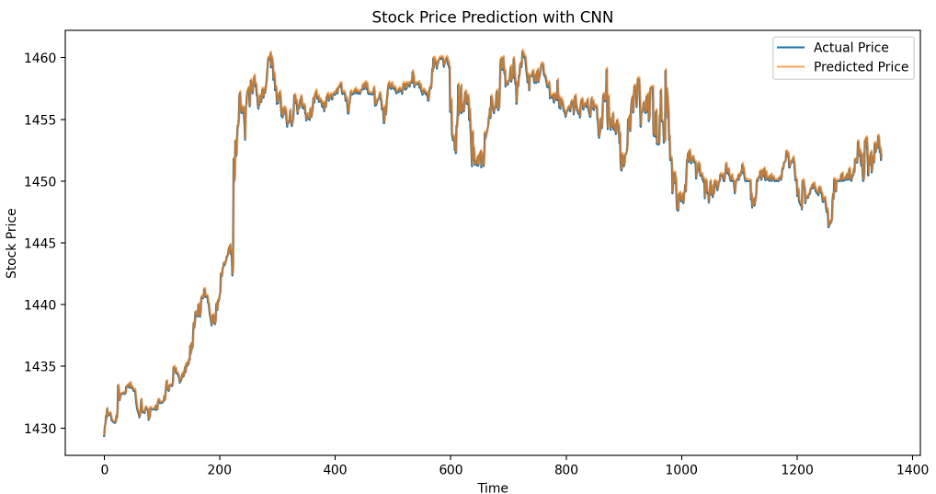 Stock Price Prediction with CNN
Actual Price
Predicted Price
1460
1455
1450
1445
1440
1435
1430
Stock Price
0 200 400 600 800 1000 1200 1400
Time